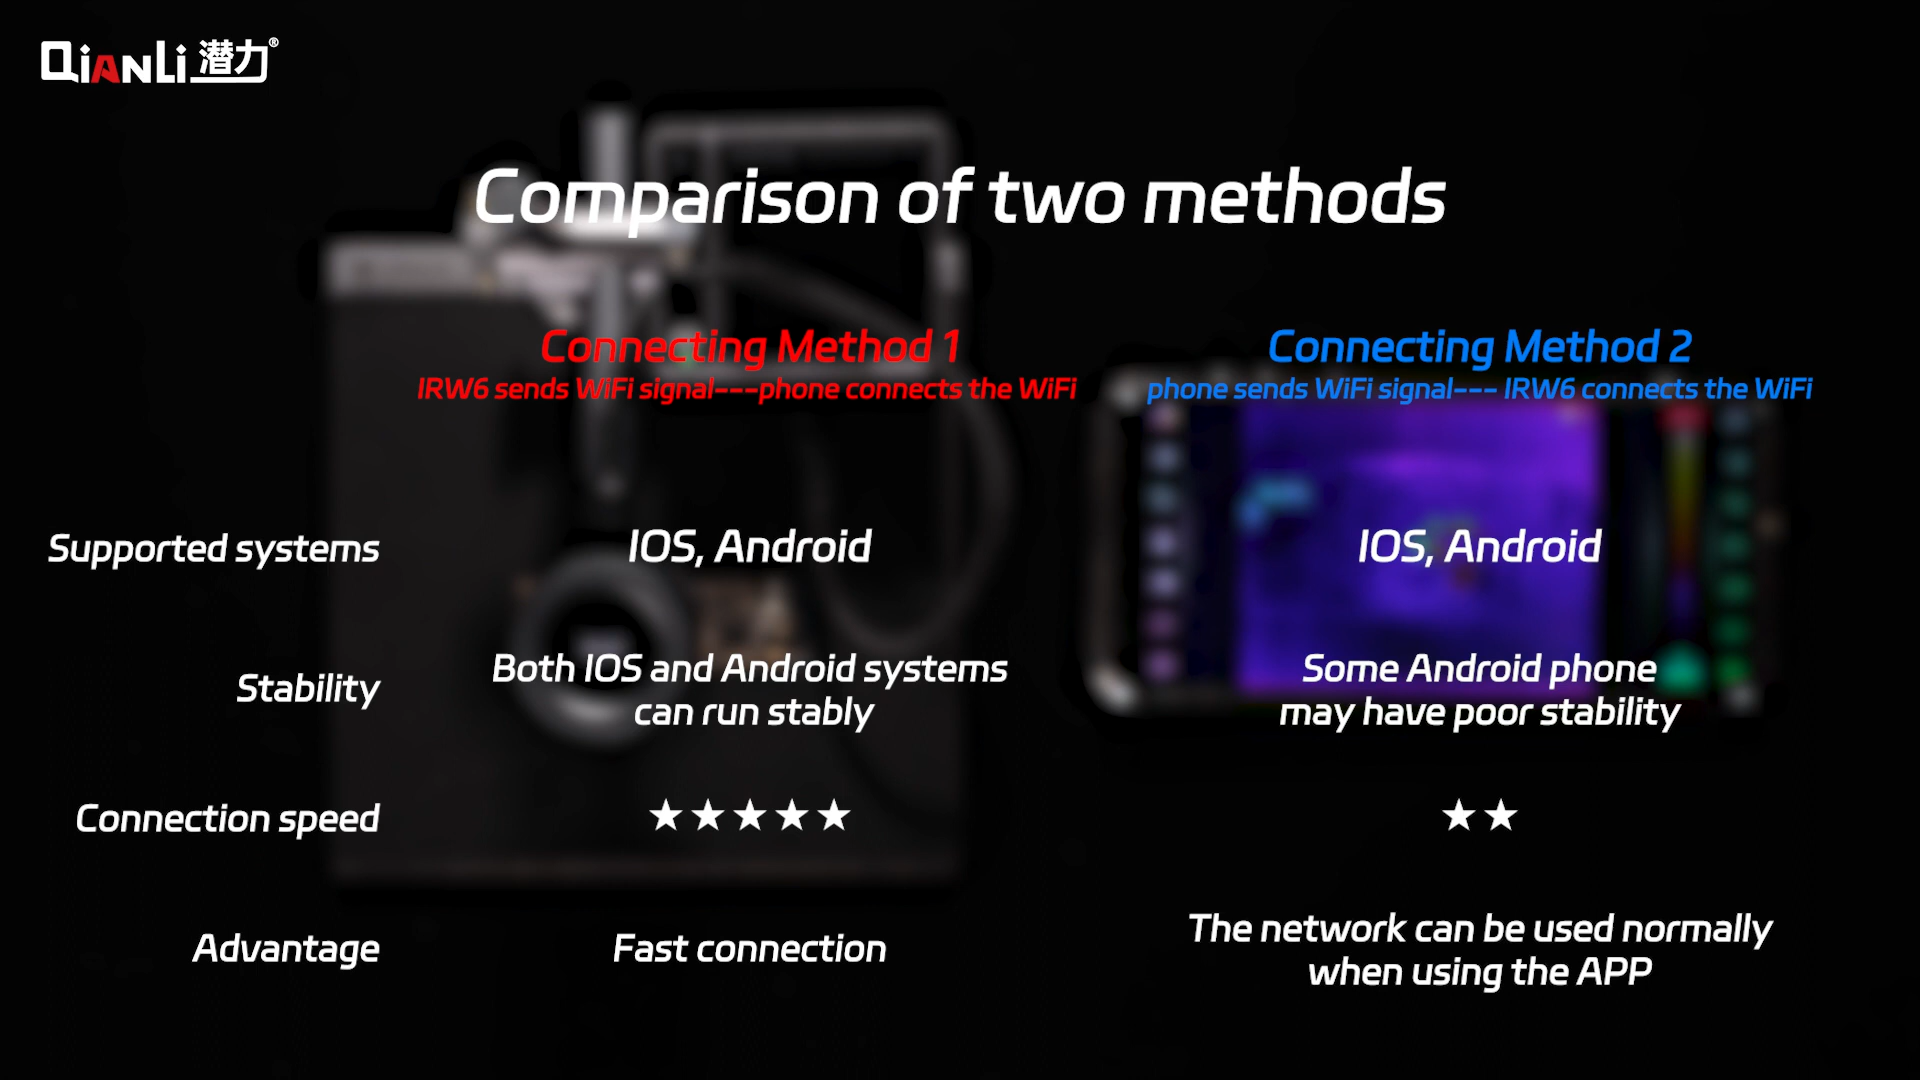 QiANLi 潜力®
Comparison of two methods
Connecting Method 1
IRW6 sends WiFi signal---phone connects the WiFi
Connecting Method 2
phone sends WiFi signal--- IRW6 connects the WiFi
Supported systems
IOS, Android
IOS, Android
Stability
Both IOS and Android systems
can run stably
Some Android phone
may have poor stability
Connection speed
★★★★★
★★
Advantage
Fast connection
The network can be used normally
when using the APP